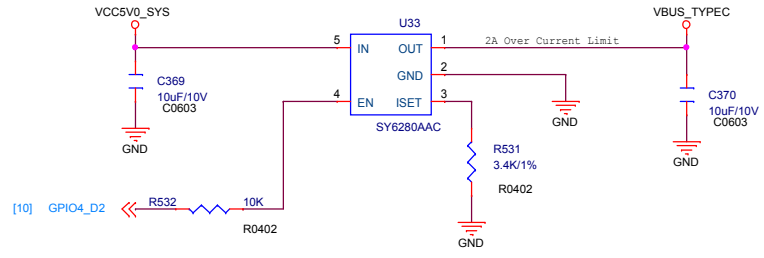 VCC5V0_SYS
VBUS_TYPEC
U33
5 IN OUT 1
2A Over Current Limit
GND 2
4 EN ISET 3
SY6280AAC
C369
10uF/10V
C0603
GND
GND
C370
10uF/10V
C0603
GND
R531
3.4K/1%
R0402
GND
[10] GPIO4_D2
R532
10K
R0402